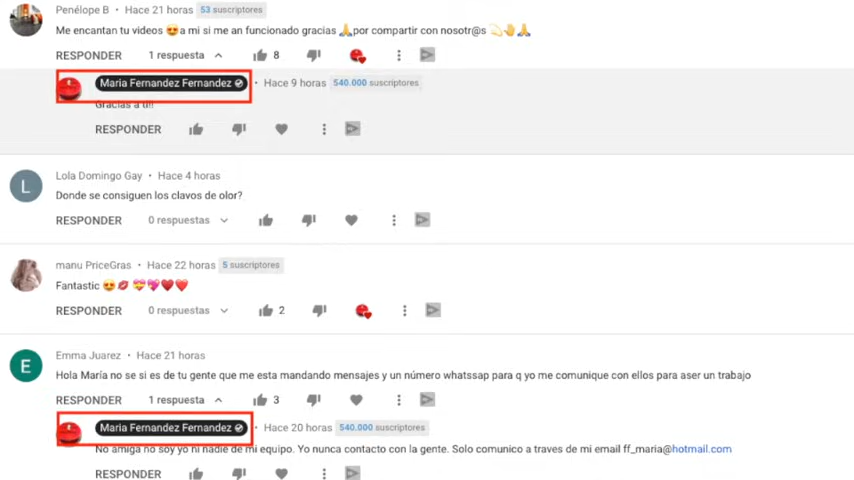 Penélope B • Hace 21 horas 53 suscriptores
Me encantan tu videos 😍a mi si me an funcionado gracias 🙏por compartir con nosotr@s 💫🤚🙏
RESPONDER 1 respuesta 8
Maria Fernandez Fernandez • Hace 9 horas 540.000 suscriptores
Gracias a ti!!
RESPONDER
L
Lola Domingo Gay • Hace 4 horas
Donde se consiguen los clavos de olor?
RESPONDER 0 respuestas
manu PriceGras • Hace 22 horas 5 suscriptores
Fantastic 😍💋💝💖♥️❤️
RESPONDER 0 respuestas 2
E
Emma Juarez • Hace 21 horas
Hola María no se si es de tu gente que me esta mandando mensajes y un número whatssap para q yo me comunique con ellos para aser un trabajo
RESPONDER 1 respuesta 3
Maria Fernandez Fernandez • Hace 20 horas 540.000 suscriptores
No amiga no soy yo ni nadie de mi equipo. Yo nunca contacto con la gente. Solo comunico a traves de mi email ff_maria@hotmail.com
RESPONDER